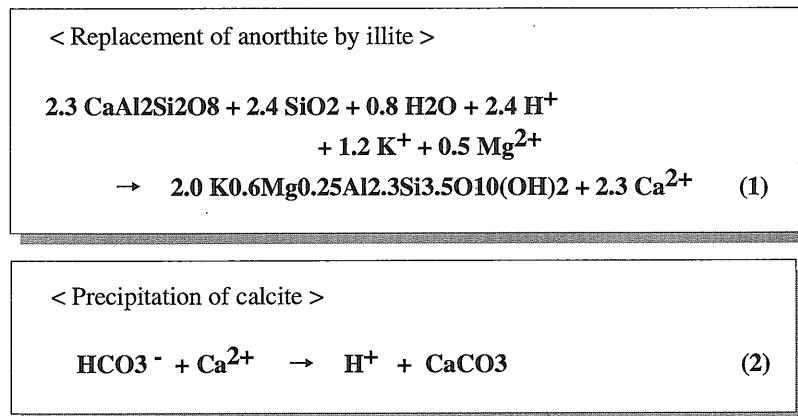 < Replacement of anorthite by illite >
2.3 CaAl2Si2O8 + 2.4 SiO2 + 0.8 H2O + 2.4 H+
+ 1.2 K+ + 0.5 Mg2+
→ 2.0 K0.6Mg0.25Al2.3Si3.5O10(OH)2 + 2.3 Ca2+ (1)
< Precipitation of calcite >
HCO3 - + Ca2+ → H+ + CaCO3 (2)